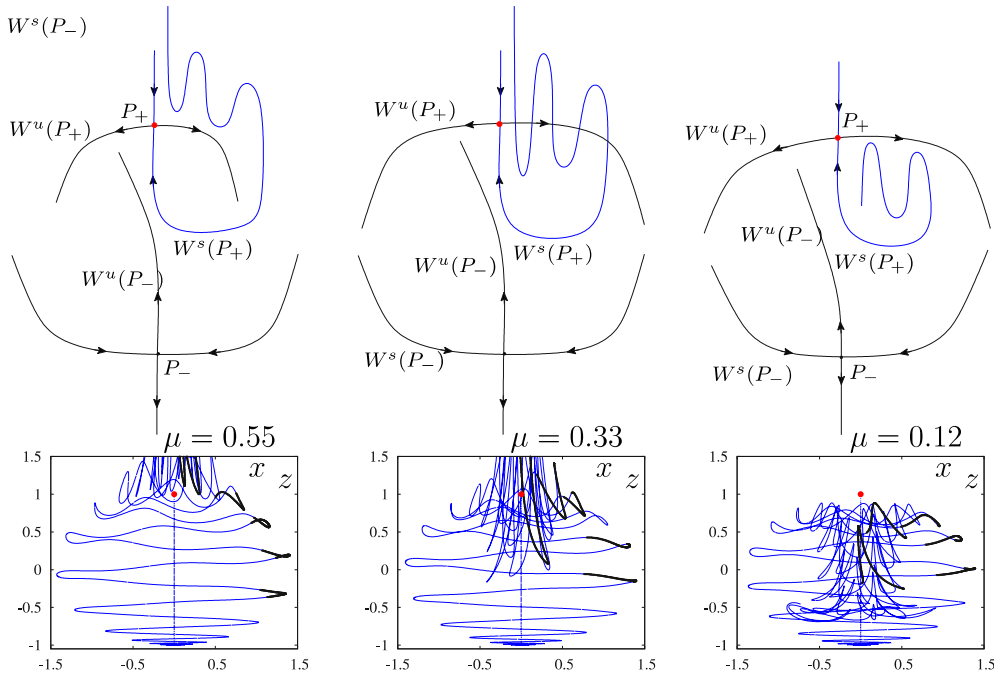 W^s(P_-)
P_+
W^u(P_+)
W^s(P_+)
W^u(P_-)
P_-
W^u(P_+)
W^s(P_+)
W^u(P_-)
W^s(P_-)
P_+
W^u(P_+)
W^u(P_-)
W^s(P_+)
W^s(P_-)
P_-
μ = 0.55
μ = 0.33
μ = 0.12
1.5
1
0.5
0
-0.5
-1
-1.5 -0.5 0.5 1.5
x z
1.5
1
0.5
0
-0.5
-1
-1.5 -0.5 0.5 1.5
x z
1.5
1
0.5
0
-0.5
-1
-1.5 -0.5 0.5 1.5
x z